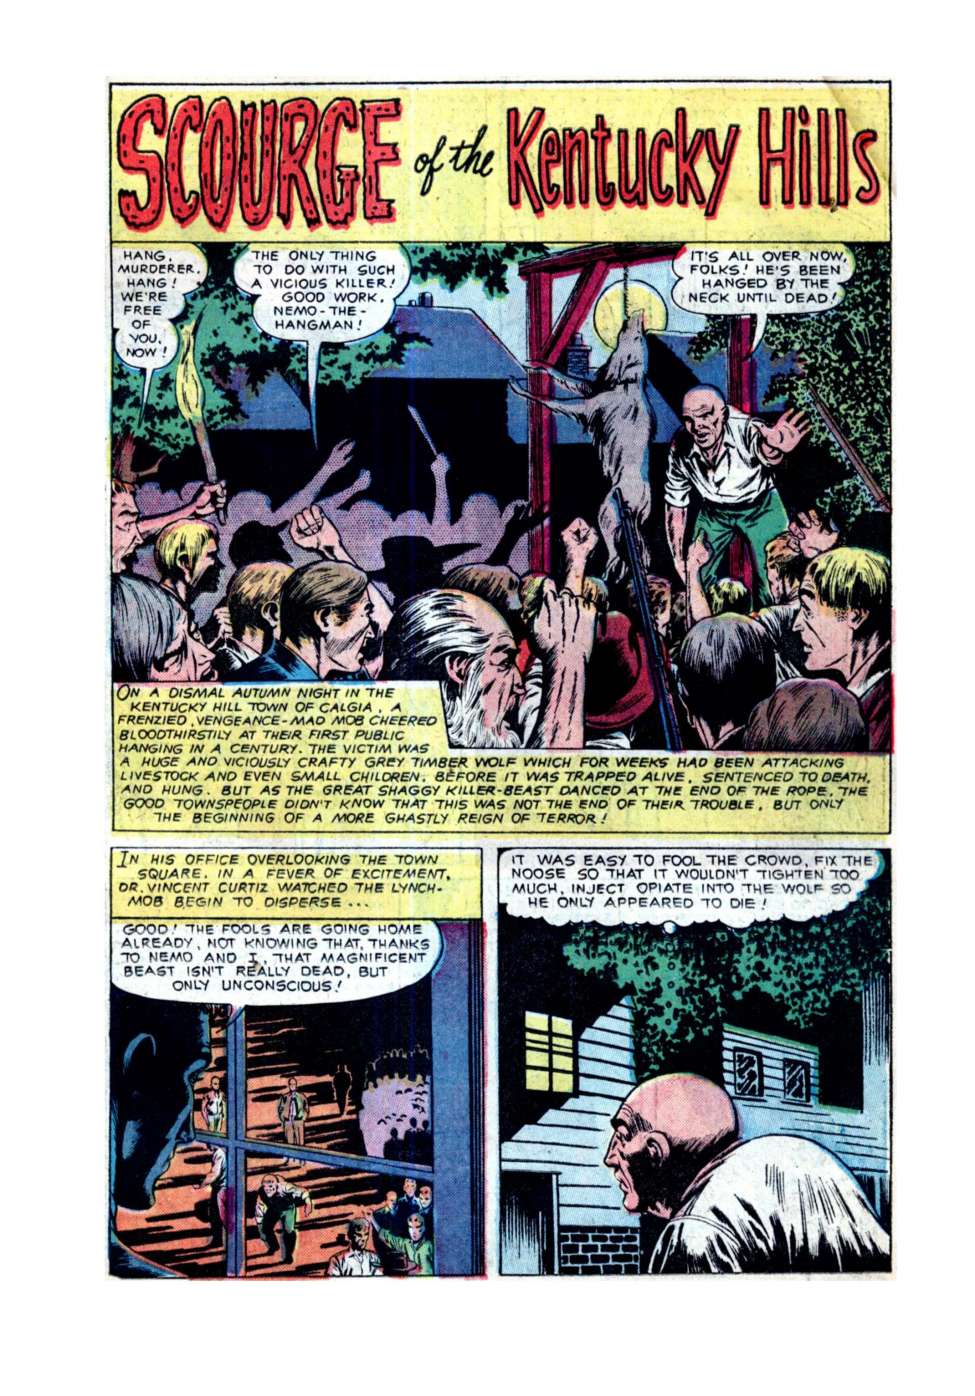 SCOURGE of the Kentucky Hills
HANG,
MURDERER,
HANG!
WE'RE
FREE
OF
YOU,
NOW!
THE ONLY THING
TO DO WITH SUCH
A VICIOUS KILLER!
GOOD WORK,
NEMO-THE-
HANGMAN!
IT'S ALL OVER NOW,
FOLKS! HE'S BEEN
HANGED BY THE
NECK UNTIL DEAD!
ON A DISMAL AUTUMN NIGHT IN THE
KENTUCKY HILL TOWN OF CALGIA, A
FRENZIED, VENGEANCE-MAD MOB CHEERED
BLOODTHIRSTILY AT THEIR FIRST PUBLIC
HANGING IN A CENTURY. THE VICTIM WAS
A HUGE AND VICIOUSLY CRAFTY GREY TIMBER WOLF WHICH FOR WEEKS HAD BEEN ATTACKING
LIVESTOCK AND EVEN SMALL CHILDREN, BEFORE IT WAS TRAPPED ALIVE, SENTENCED TO DEATH,
AND HUNG. BUT AS THE GREAT SHAGGY KILLER-BEAST DANCED AT THE END OF THE ROPE, THE
GOOD TOWNSPEOPLE DIDN'T KNOW THAT THIS WAS NOT THE END OF THEIR TROUBLE, BUT ONLY
THE BEGINNING OF A MORE GHASTLY REIGN OF TERROR!
IN HIS OFFICE OVERLOOKING THE TOWN
SQUARE, IN A FEVER OF EXCITEMENT,
DR. VINCENT CURTIZ WATCHED THE LYNCH-
MOB BEGIN TO DISPERSE...
GOOD! THE FOOLS ARE GOING HOME
ALREADY, NOT KNOWING THAT, THANKS
TO NEMO AND I, THAT MAGNIFICENT
BEAST ISN'T REALLY DEAD, BUT
ONLY UNCONSCIOUS!
IT WAS EASY TO FOOL THE CROWD, FIX THE
NOOSE SO THAT IT WOULDN'T TIGHTEN TOO
MUCH, INJECT OPIATE INTO THE WOLF SO
HE ONLY APPEARED TO DIE!